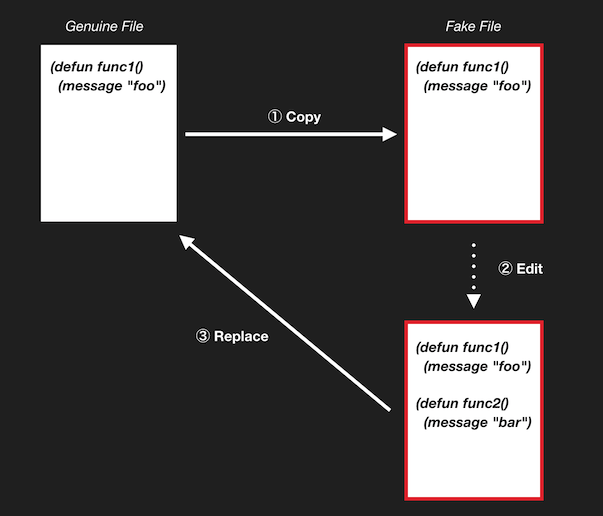 Genuine File
Fake File
(defun func1()
(message "foo")
(defun func1()
(message "foo")
① Copy
② Edit
③ Replace
(defun func1()
(message "foo")
(defun func2()
(message "bar")